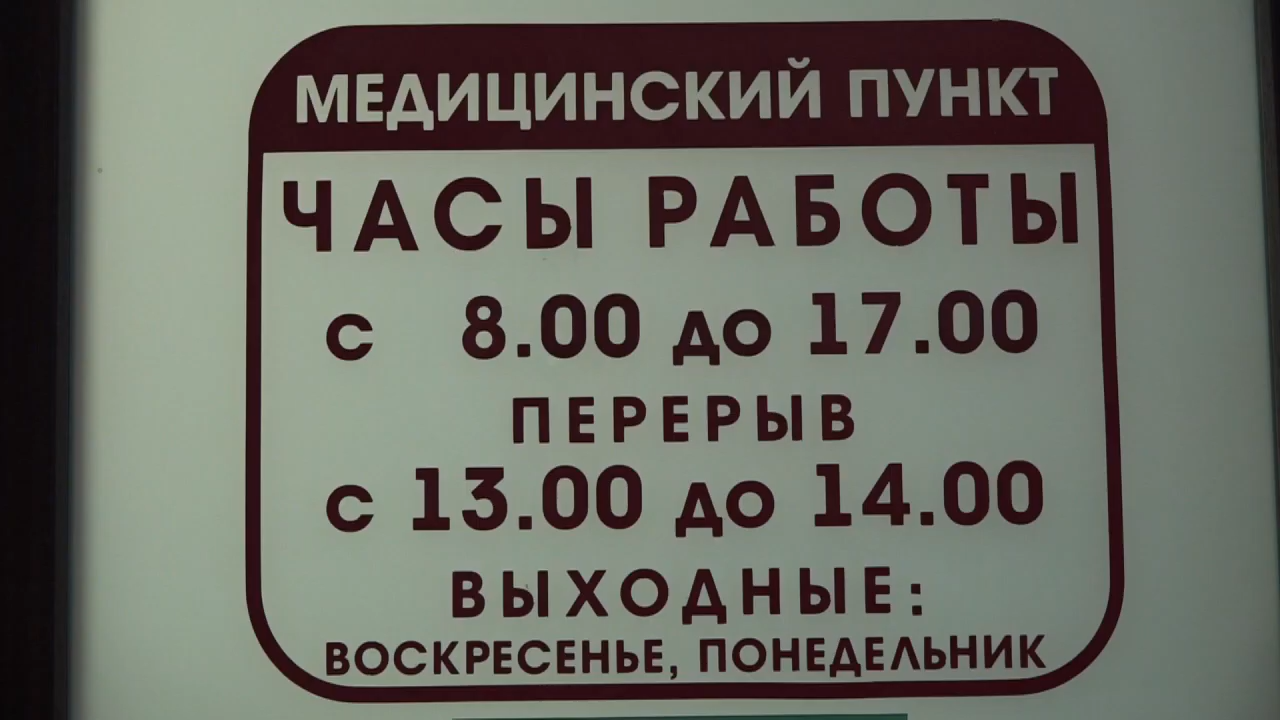 МЕДИЦИНСКИЙ ПУНКТ
ЧАСЫ РАБОТЫ
с 8.00 до 17.00
ПЕРЕРЫВ
с 13.00 до 14.00
ВЫХОДНЫЕ:
ВОСКРЕСЕНЬЕ, ПОНЕДЕЛЬНИК